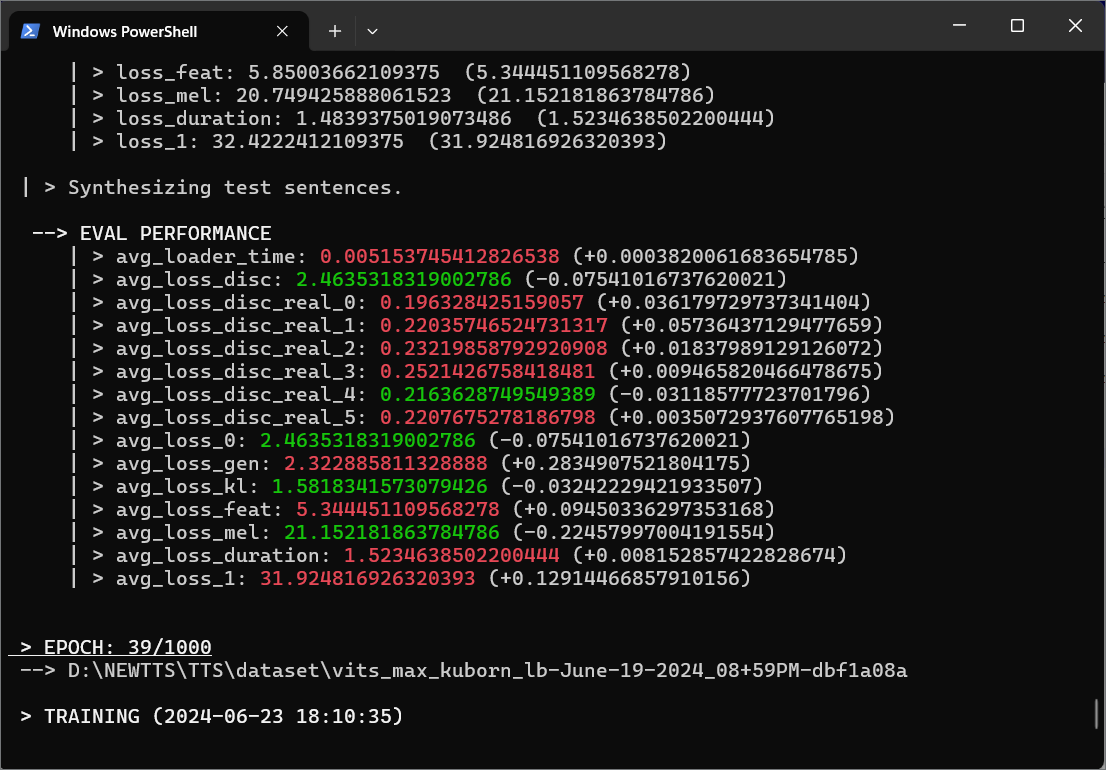 Windows PowerShell
| > loss_feat: 5.85003662109375  (5.344451109568278)
| > loss_mel: 20.749425888061523  (21.152181863784786)
| > loss_duration: 1.4839375019073486  (1.5234638502200444)
| > loss_1: 32.4222412109375  (31.924816926320393)
| > Synthesizing test sentences.
--> EVAL PERFORMANCE
| > avg_loader_time: 0.005153745412826538 (+0.0003820061683654785)
| > avg_loss_disc: 2.4635318319002786 (-0.07541016737620021)
| > avg_loss_disc_real_0: 0.196328425159057 (+0.036179729737341404)
| > avg_loss_disc_real_1: 0.22035746524731317 (+0.05736437129477659)
| > avg_loss_disc_real_2: 0.23219858792920908 (+0.01837989129126072)
| > avg_loss_disc_real_3: 0.2521426758418481 (+0.009465820466478675)
| > avg_loss_disc_real_4: 0.2163628749549389 (-0.03118577723701796)
| > avg_loss_disc_real_5: 0.2207675278186798 (+0.0035072937607765198)
| > avg_loss_0: 2.4635318319002786 (-0.07541016737620021)
| > avg_loss_gen: 2.322885811328888 (+0.2834907521804175)
| > avg_loss_kl: 1.5818341573079426 (-0.03242229421933507)
| > avg_loss_feat: 5.344451109568278 (+0.09450336297353168)
| > avg_loss_mel: 21.152181863784786 (-0.224579970041915​54)
| > avg_loss_duration: 1.5234638502200444 (+0.008152857422828674)
| > avg_loss_1: 31.924816926320393 (+0.12914466857910156)
> EPOCH: 39/1000
--> D:\NEWTTS\TTS\dataset\vits_max_kuborn_lb-June-19-2024_08+59PM-dbf1a08a
> TRAINING (2024-06-23 18:10:35)